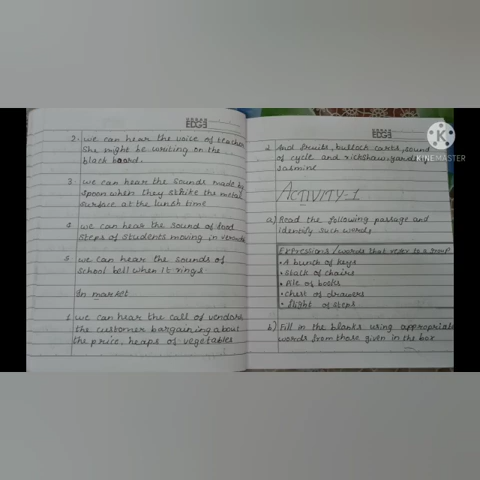 EDGE
2. we can hear the voice of teacher
She might be writing on the
black board.
3. we can hear the sounds made by
spoon when they strike the metal
surface at the lunch time
4. we can hear the sound of food
steps of students moving in
5. we can hear the sounds of
school bell when it rings
In market
1. we can hear the call of vendors
the customer bargaining about
the price, heaps of vegetables
EDGE
2. And fruits, bullock carts, sound
of cycle and rickshaw,
Jasmine
ACTIVITY-1
a) Read the following passage and
identify such words.
Expressions/words that refer to a group
• A bunch of keys
• Stack of chairs
• Pile of books
• Chest of drawers
• flight of steps
b) Fill in the blanks using appropriate
words from those given in the box
KINEMASTER